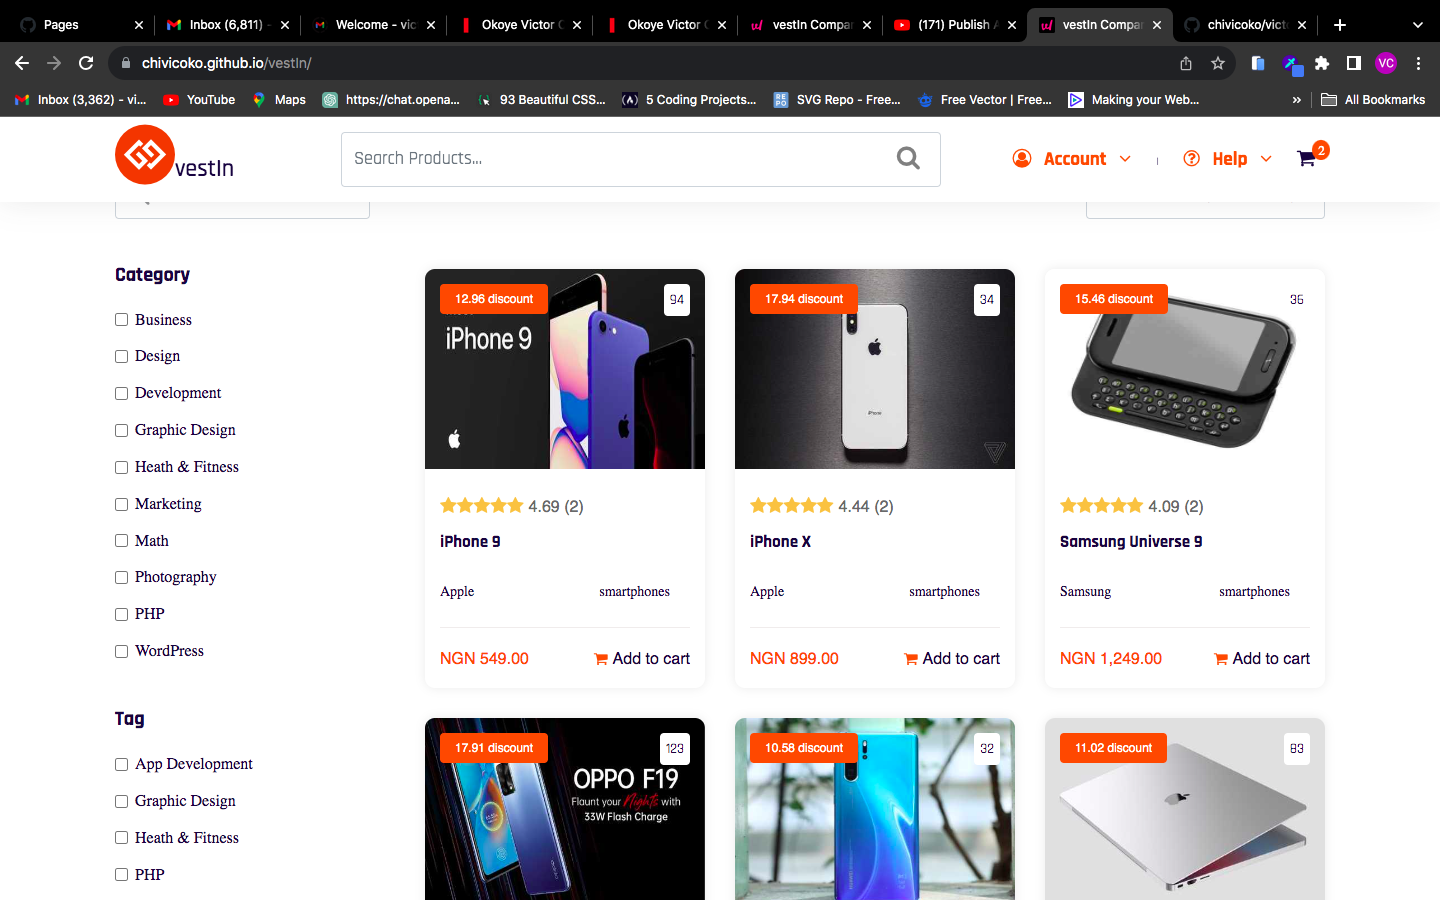 Pages
Inbox (6,811) -
Welcome - vic
Okoye Victor
Okoye Victor
vestIn Compa
(171) Publish
vestIn Compa
chivicoko/vict
chivicoko.github.io/vestIn/
VC
Inbox (3,362) - vi...
YouTube
Maps
https://chat.opena...
93 Beautiful CSS...
5 Coding Projects...
SVG Repo - Free...
Free Vector | Free...
Making your Web...
»
All Bookmarks
vestIn
Search Products...
Account
Help
2
Category
Business
Design
Development
Graphic Design
Heath & Fitness
Marketing
Math
Photography
PHP
WordPress
Tag
App Development
Graphic Design
Heath & Fitness
PHP
12.96 discount
94
iPhone 9
4.69 (2)
iPhone 9
Apple
smartphones
NGN 549.00
Add to cart
17.94 discount
34
iPhone
4.44 (2)
iPhone X
Apple
smartphones
NGN 899.00
Add to cart
15.46 discount
36
4.09 (2)
Samsung Universe 9
Samsung
smartphones
NGN 1,249.00
Add to cart
17.91 discount
123
OPPO F19
Flaunt your Nights with
33W Flash Charge
10.58 discount
32
11.02 discount
83